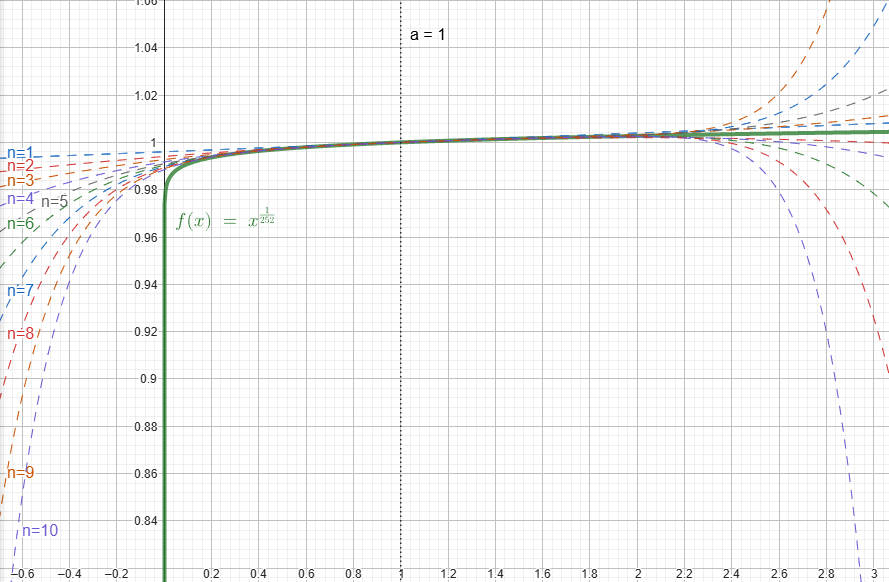 1.06
a = 1
1.04
1.02
1
n=1
n=2
n=3
0.98
n=4
n=5
f(x) = x^{\frac{1}{252}}
n=6
0.96
0.94
n=7
0.92
n=8
0.9
0.88
0.86
n=9
0.84
n=10
−0.6 −0.4 −0.2 0.2 0.4 0.6 0.8 1 1.2 1.4 1.6 1.8 2 2.2 2.4 2.6 2.8 3